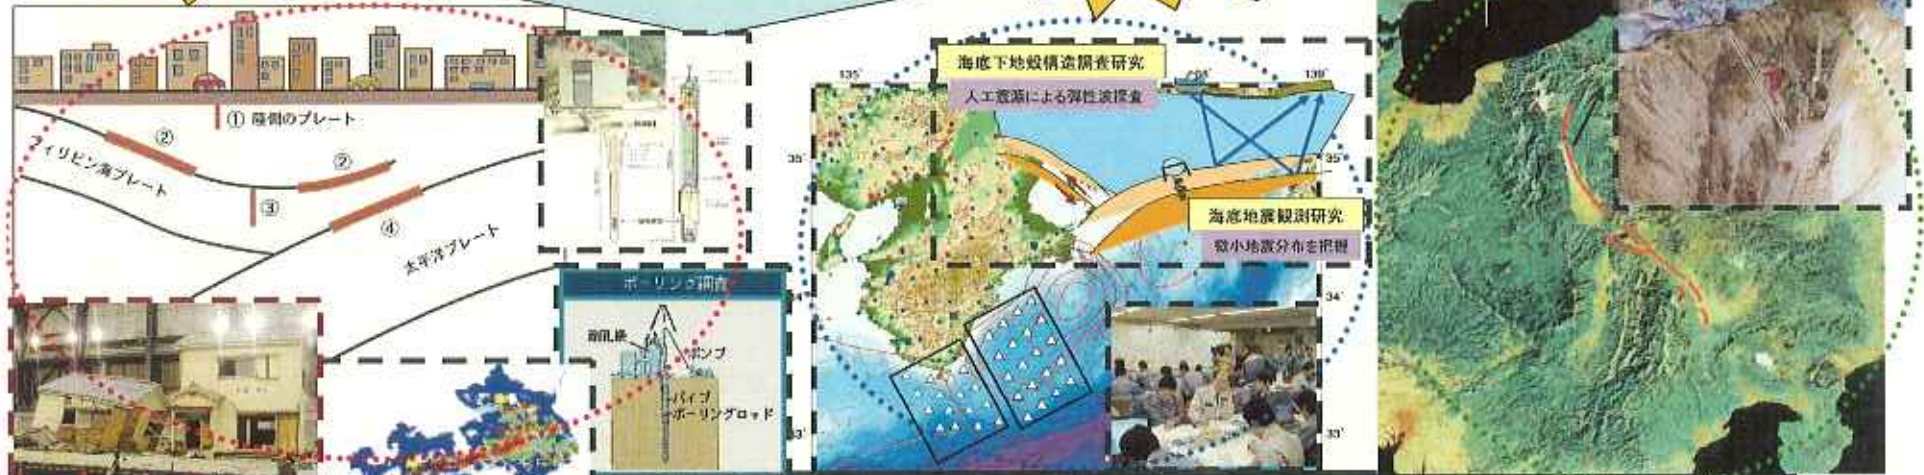 ① 陸側のプレート
②
②
フィリピン海プレート
③
④
太平洋プレート
ボーリング調査
掘削機
ポンプ
パイプ
ボーリングロッド
海底下地殻構造調査研究
人工震源による弾性波探査
135°
139°
35°
35°
海底地震観測研究
微小地震分布を把握
34°
34°
33°
33°